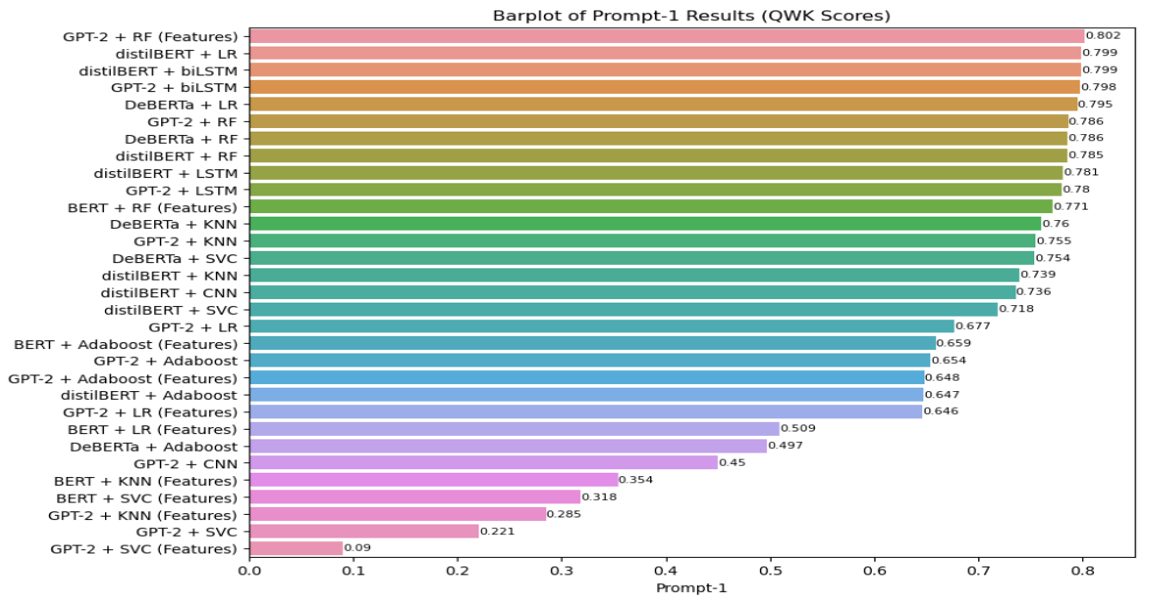 Barplot of Prompt-1 Results (QWK Scores)
GPT-2 + RF (Features) 0.802
distilBERT + LR 0.799
distilBERT + biLSTM 0.799
GPT-2 + biLSTM 0.798
DeBERTa + LR 0.795
GPT-2 + RF 0.786
DeBERTa + RF 0.786
distilBERT + RF 0.785
distilBERT + LSTM 0.781
GPT-2 + LSTM 0.78
BERT + RF (Features) 0.771
DeBERTa + KNN 0.76
GPT-2 + KNN 0.755
DeBERTa + SVC 0.754
distilBERT + KNN 0.739
distilBERT + CNN 0.736
distilBERT + SVC 0.718
GPT-2 + LR 0.677
BERT + Adaboost (Features) 0.659
GPT-2 + Adaboost 0.654
GPT-2 + Adaboost (Features) 0.648
distilBERT + Adaboost 0.647
GPT-2 + LR (Features) 0.646
BERT + LR (Features) 0.509
DeBERTa + Adaboost 0.497
GPT-2 + CNN 0.45
BERT + KNN (Features) 0.354
BERT + SVC (Features) 0.318
GPT-2 + KNN (Features) 0.285
GPT-2 + SVC 0.221
GPT-2 + SVC (Features) 0.09
0.0 0.1 0.2 0.3 0.4 0.5 0.6 0.7 0.8
Prompt-1